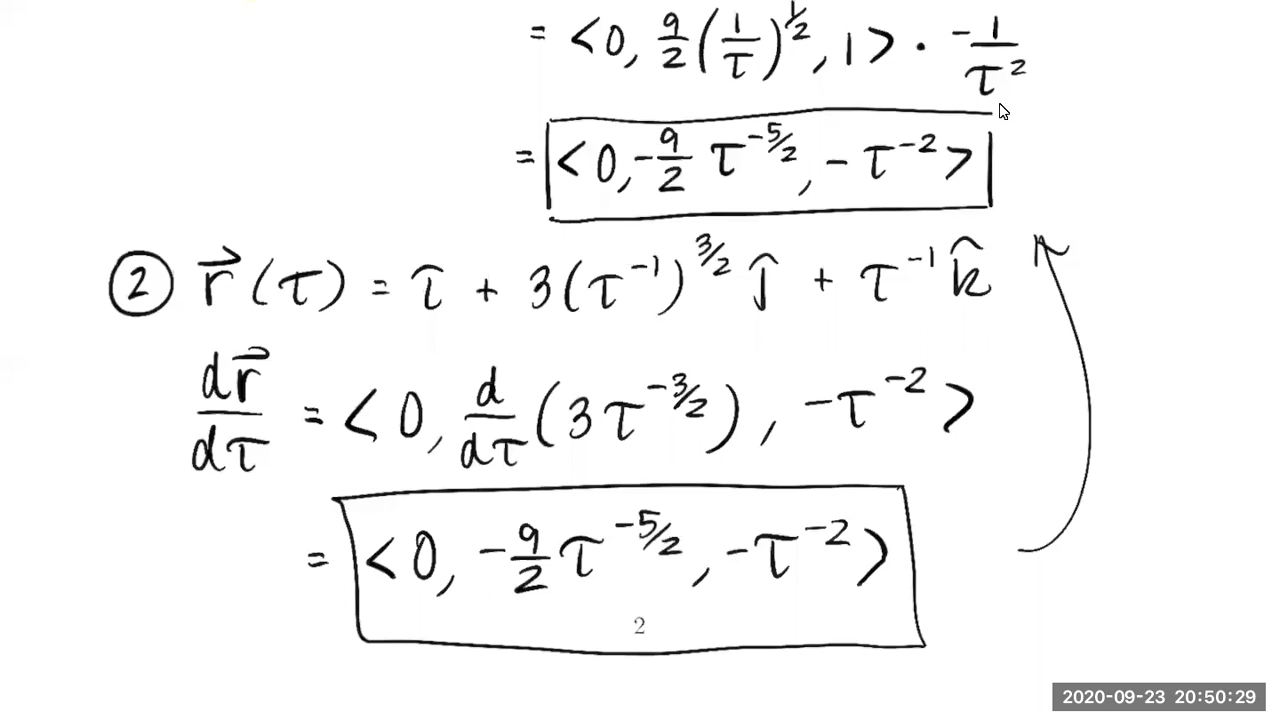 = <0, 9/2 (1/τ)^{1/2}, 1> · -1/τ^2
= <0, -9/2 τ^{-5/2}, -τ^{-2}>
② r⃗(τ) = î + 3(τ^{-1})^{3/2} ĵ + τ^{-1} k̂
dr⃗/dτ = <0, d/dτ (3τ^{-3/2}), -τ^{-2}>
= <0, -9/2 τ^{-5/2}, -τ^{-2}>
2
2020-09-23 20:50:29